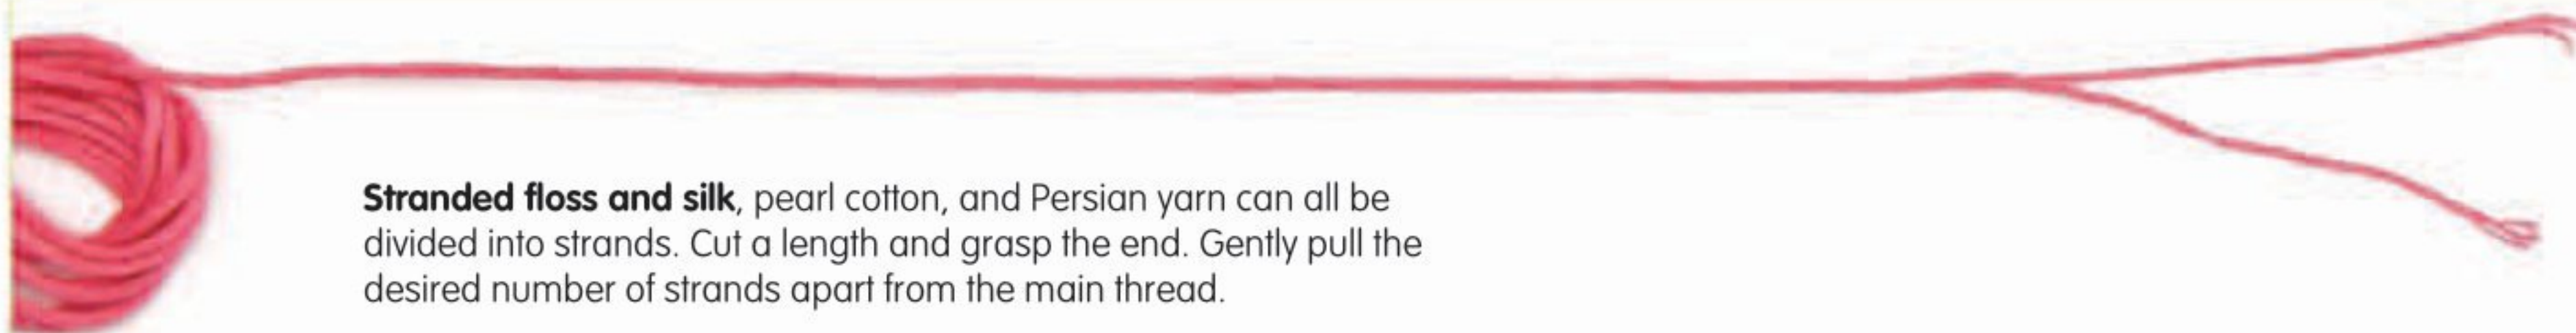 Stranded floss and silk, pearl cotton, and Persian yarn can all be
divided into strands. Cut a length and grasp the end. Gently pull the
desired number of strands apart from the main thread.